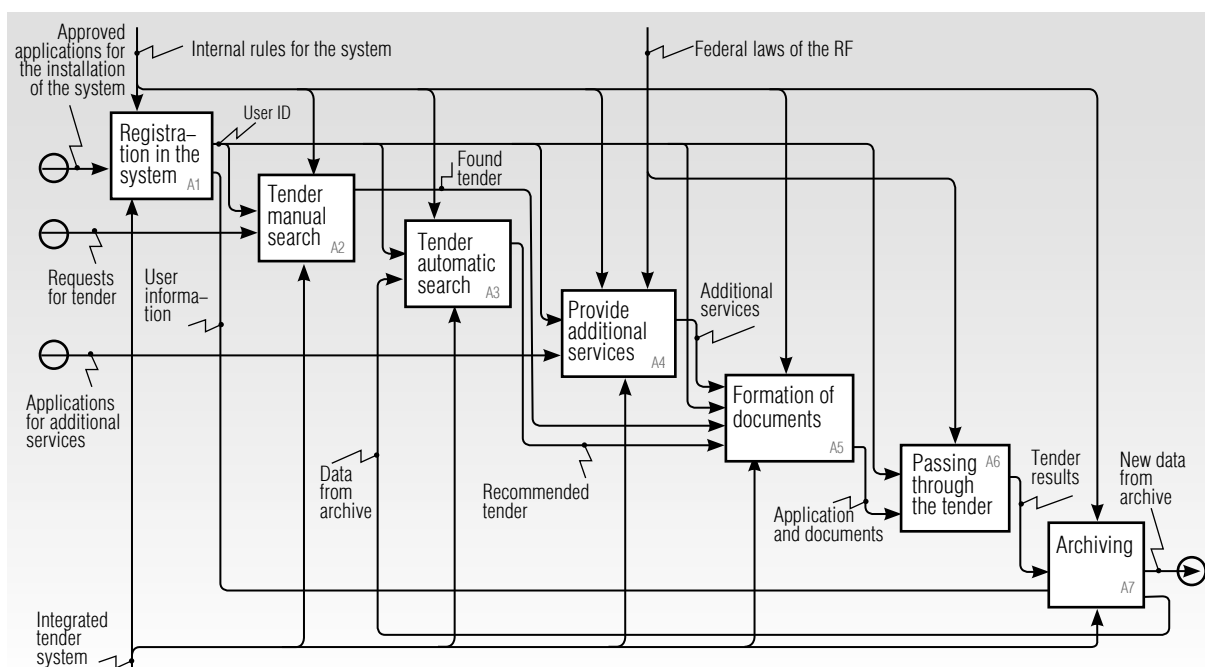 Approved
applications for
the installation
of the system
Internal rules for the system
Federal laws of the RF
User ID
Registra–
tion in the
system
A1
Found
tender
Tender
manual
search
A2
Tender
automatic
search
A3
Requests
for tender
User
informa–
tion
Additional
services
Provide
additional
services
A4
Applications
for additional
services
Formation of
documents
A5
Data
from
archive
Recommended
tender
Passing
through
the tender
A6
Tender
results
New data
from
archive
Application
and documents
Archiving
A7
Integrated
tender
system